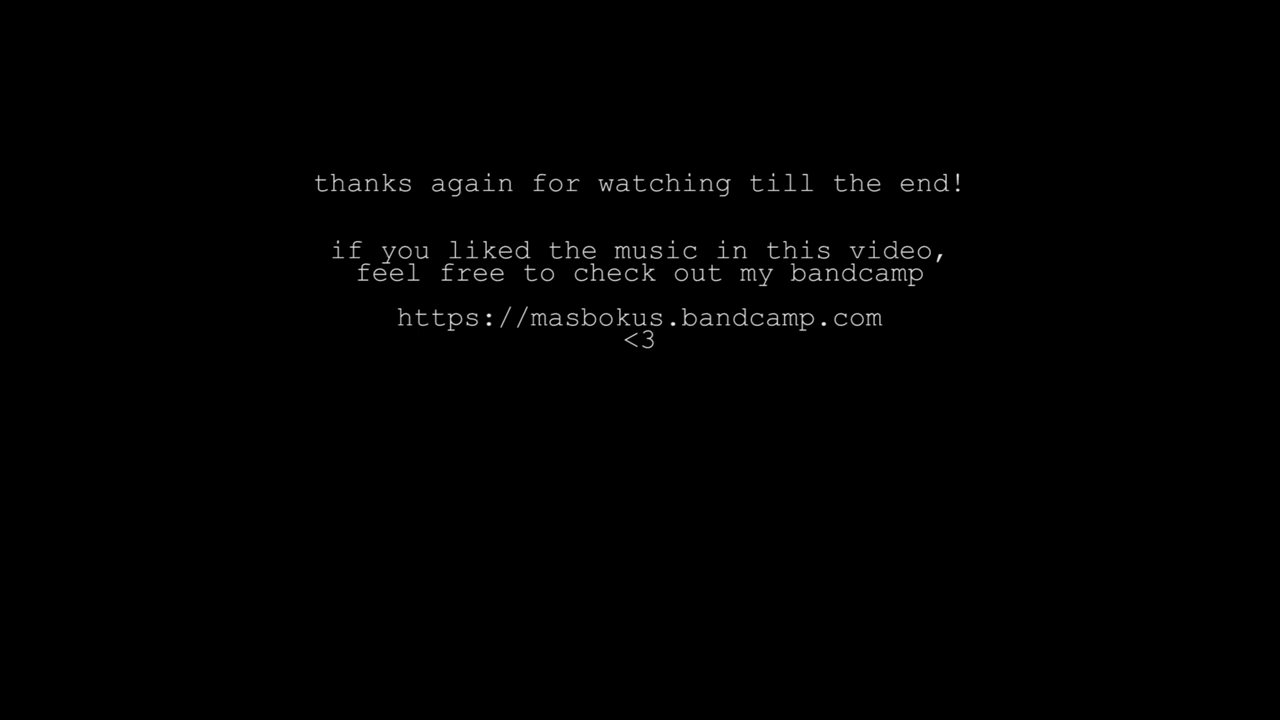 thanks again for watching till the end!
if you liked the music in this video,
feel free to check out my bandcamp
https://masbokus.bandcamp.com
<3